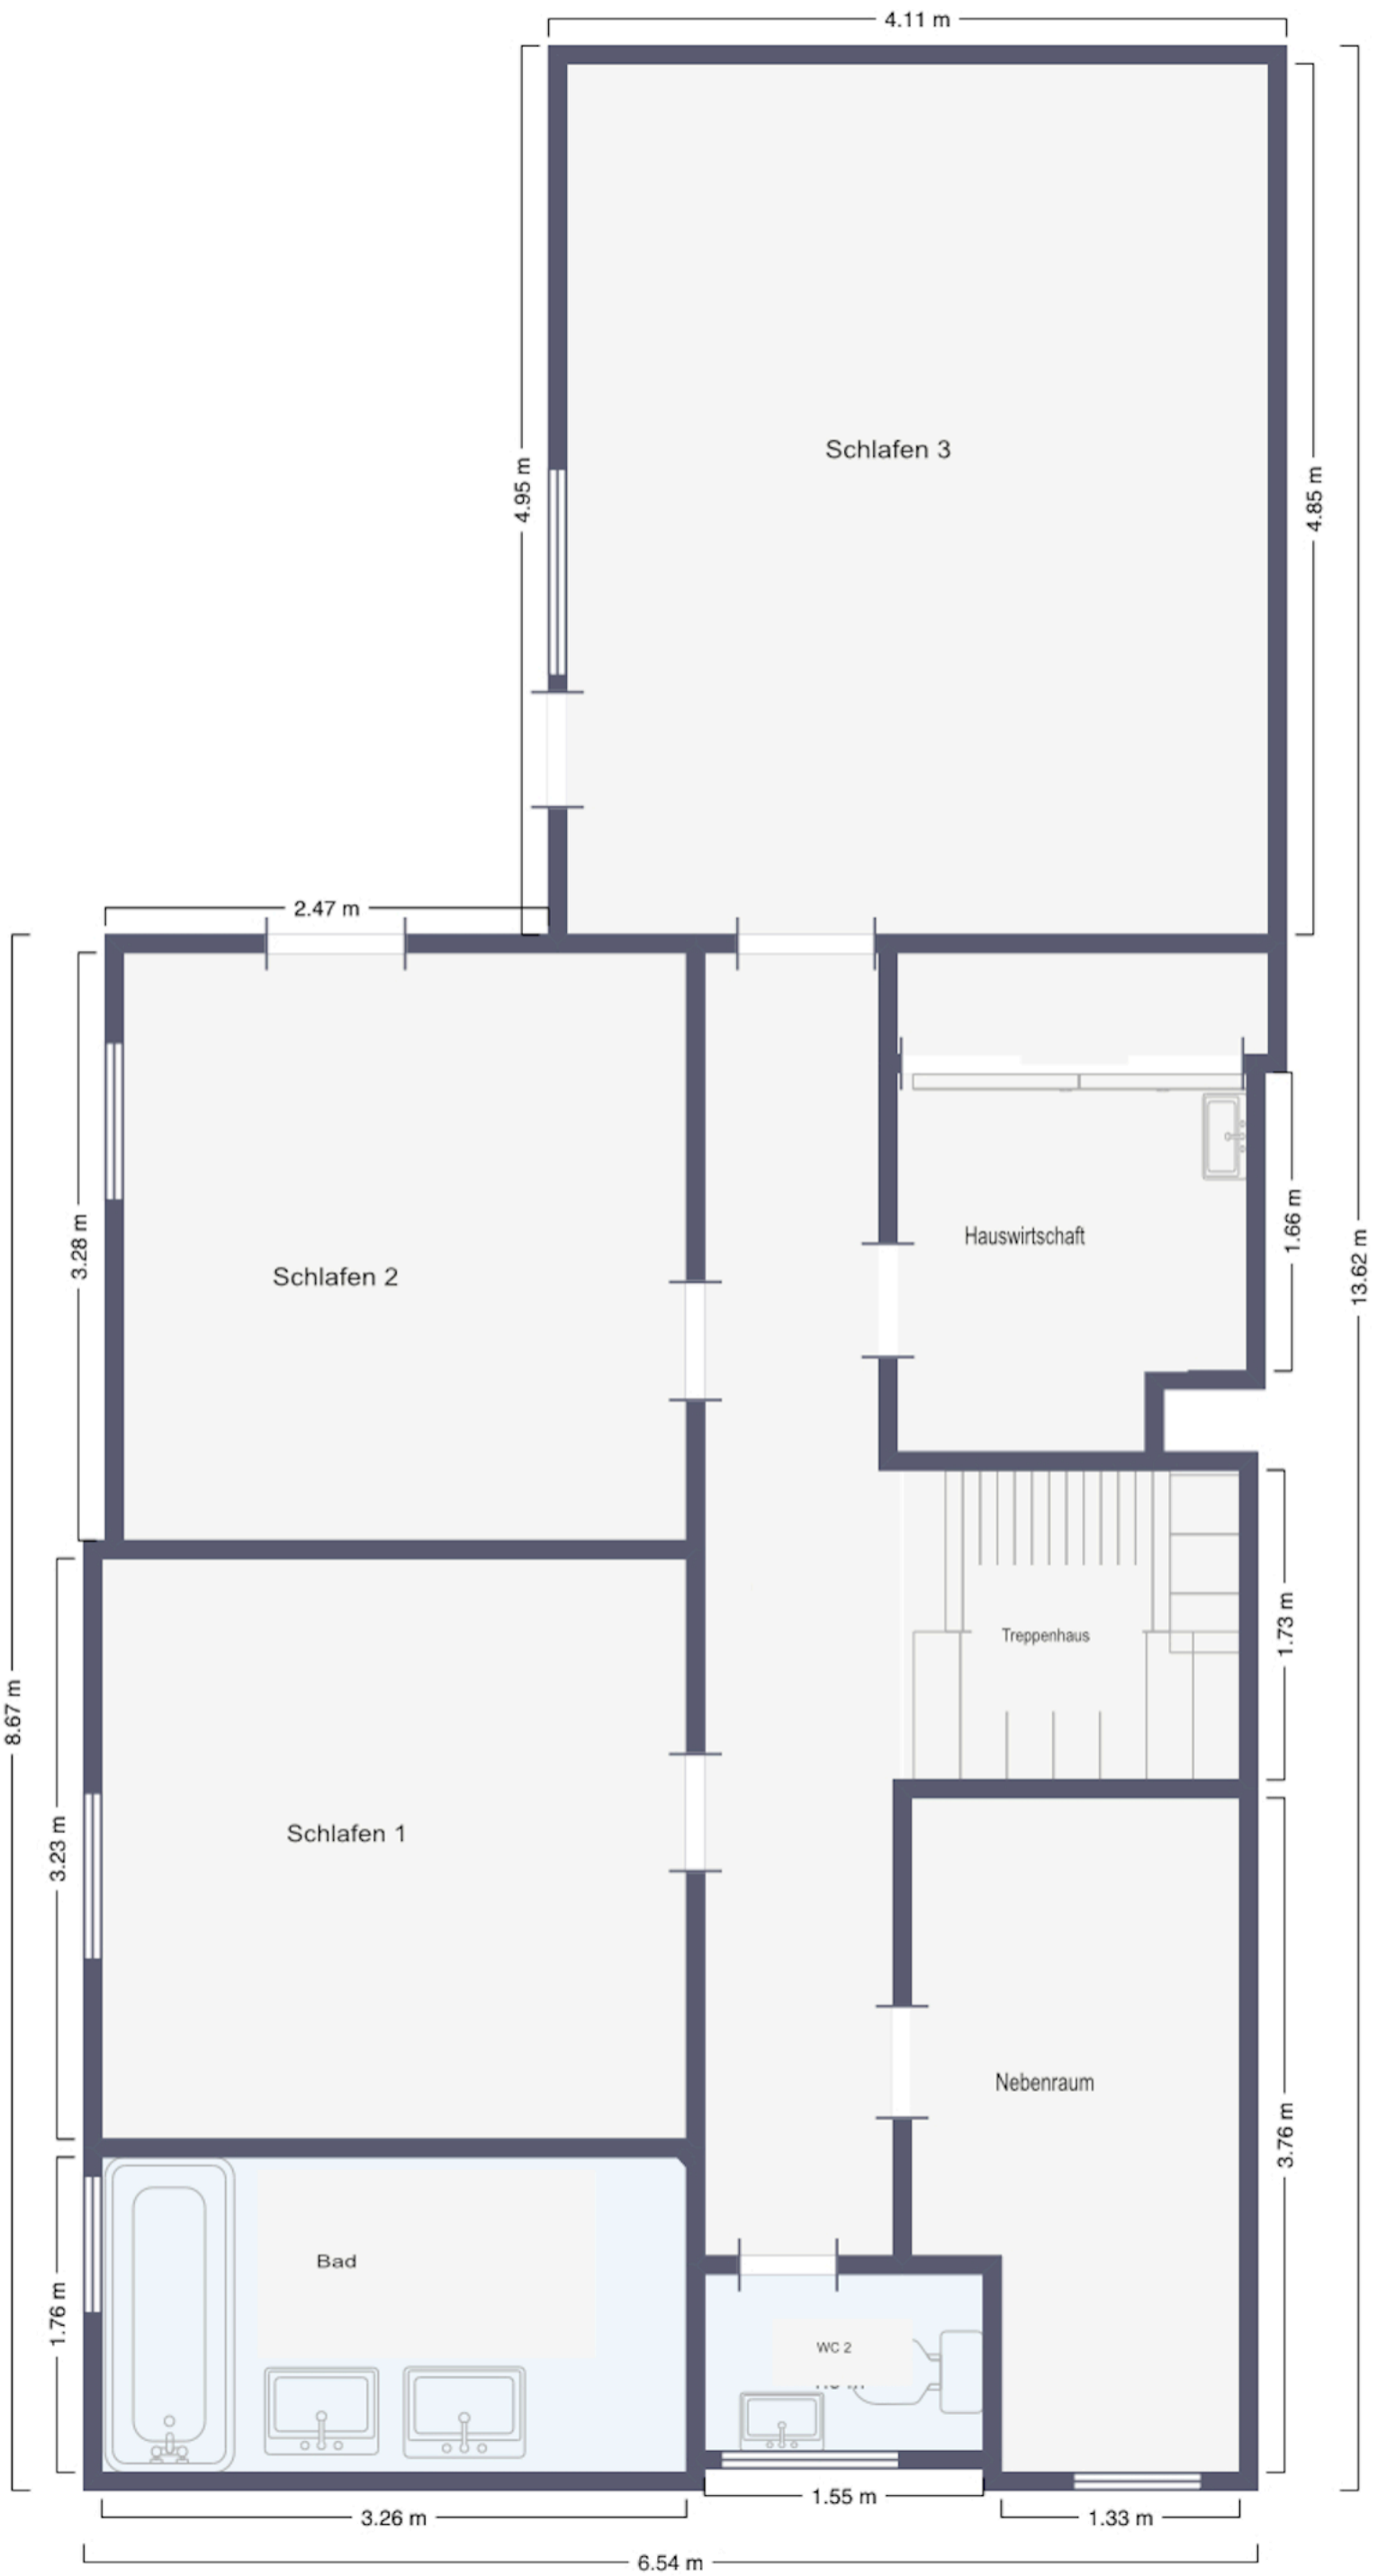 4.11 m
Schlafen 3
4.95 m
4.85 m
2.47 m
3.28 m
Schlafen 2
Hauswirtschaft
1.66 m
13.62 m
Treppenhaus
1.73 m
8.67 m
3.23 m
Schlafen 1
Nebenraum
3.76 m
1.76 m
Bad
WC 2
1.55 m
3.26 m
1.33 m
6.54 m